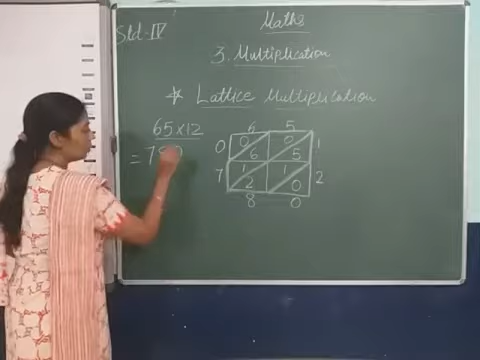 Maths
Std-IV
3. Multiplication
* Lattice Multiplication
65×12
= 780
6 5
0 0 0 1
6 5
7 1 1 2
2 0
8 0